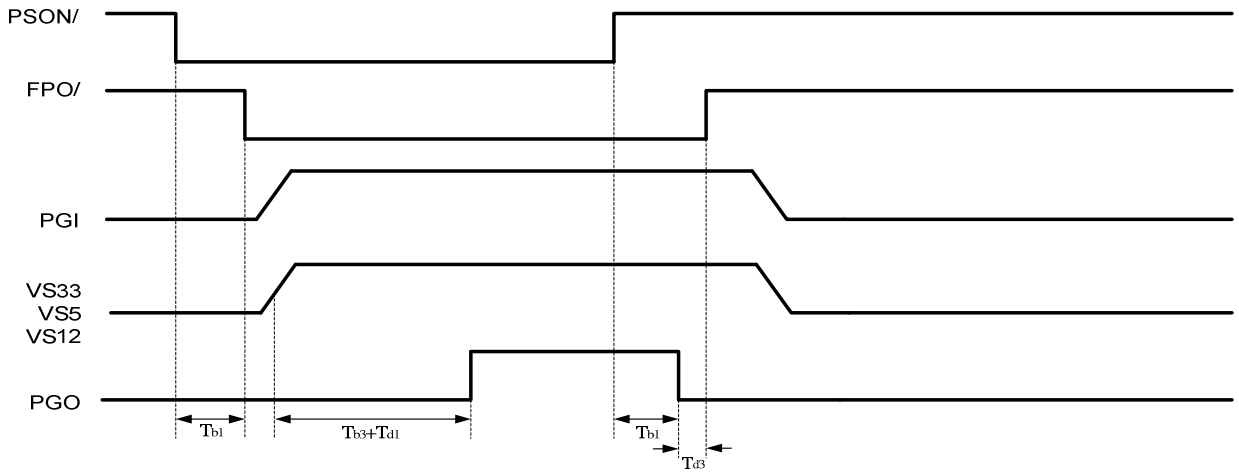 PSON/
FPO/
PGI
VS33
VS5
VS12
PGO
Tb1
Tb3+Td1
Tb1
Td3